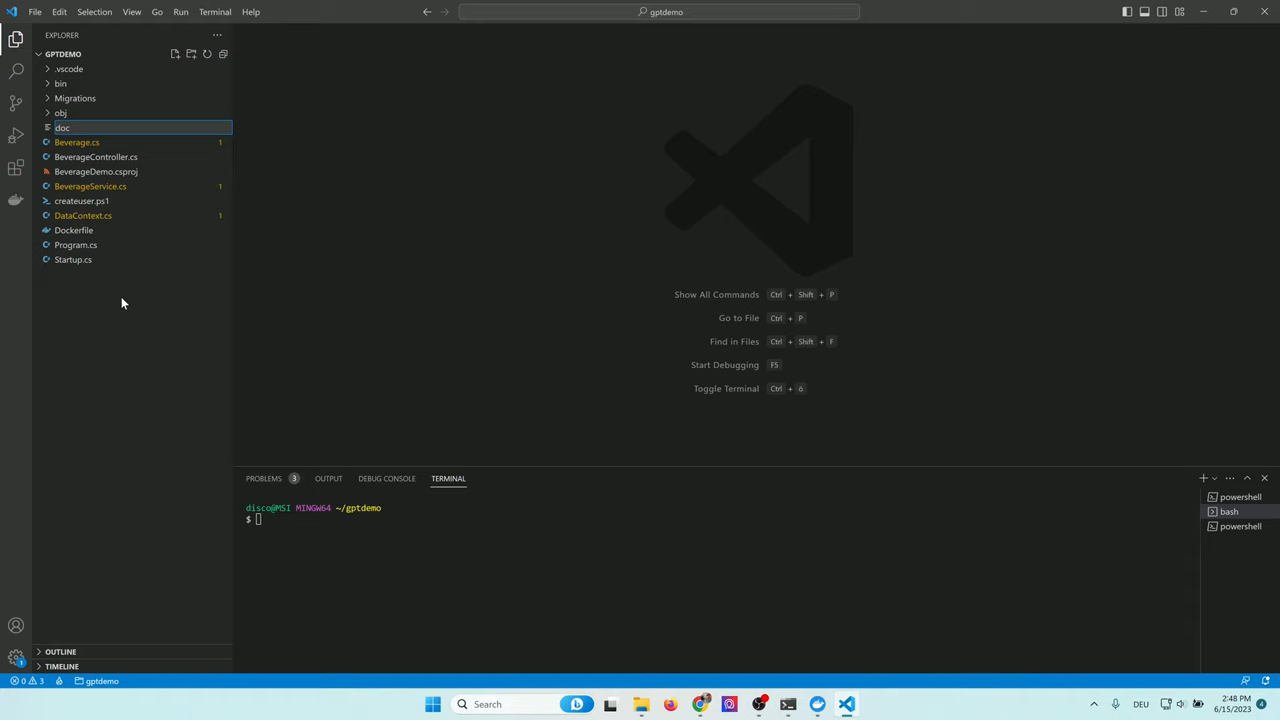 File Edit Selection View Go Run Terminal Help
gptdemo
EXPLORER
GPTDEMO
.vscode
bin
Migrations
obj
doc
Beverage.cs 1
BeverageController.cs
BeverageDemo.csproj
BeverageService.cs 1
createuser.ps1
DataContext.cs 1
Dockerfile
Program.cs
Startup.cs
Show All Commands Ctrl + Shift + P
Go to File Ctrl + P
Find in Files Ctrl + Shift + F
Start Debugging F5
Toggle Terminal Ctrl + ö
PROBLEMS 3 OUTPUT DEBUG CONSOLE TERMINAL
disco@MSI MINGW64 ~/gptdemo
$
powershell
bash
powershell
OUTLINE
TIMELINE
1
0 3 gptdemo
Search
DEU
2:48 PM
6/15/2023
4